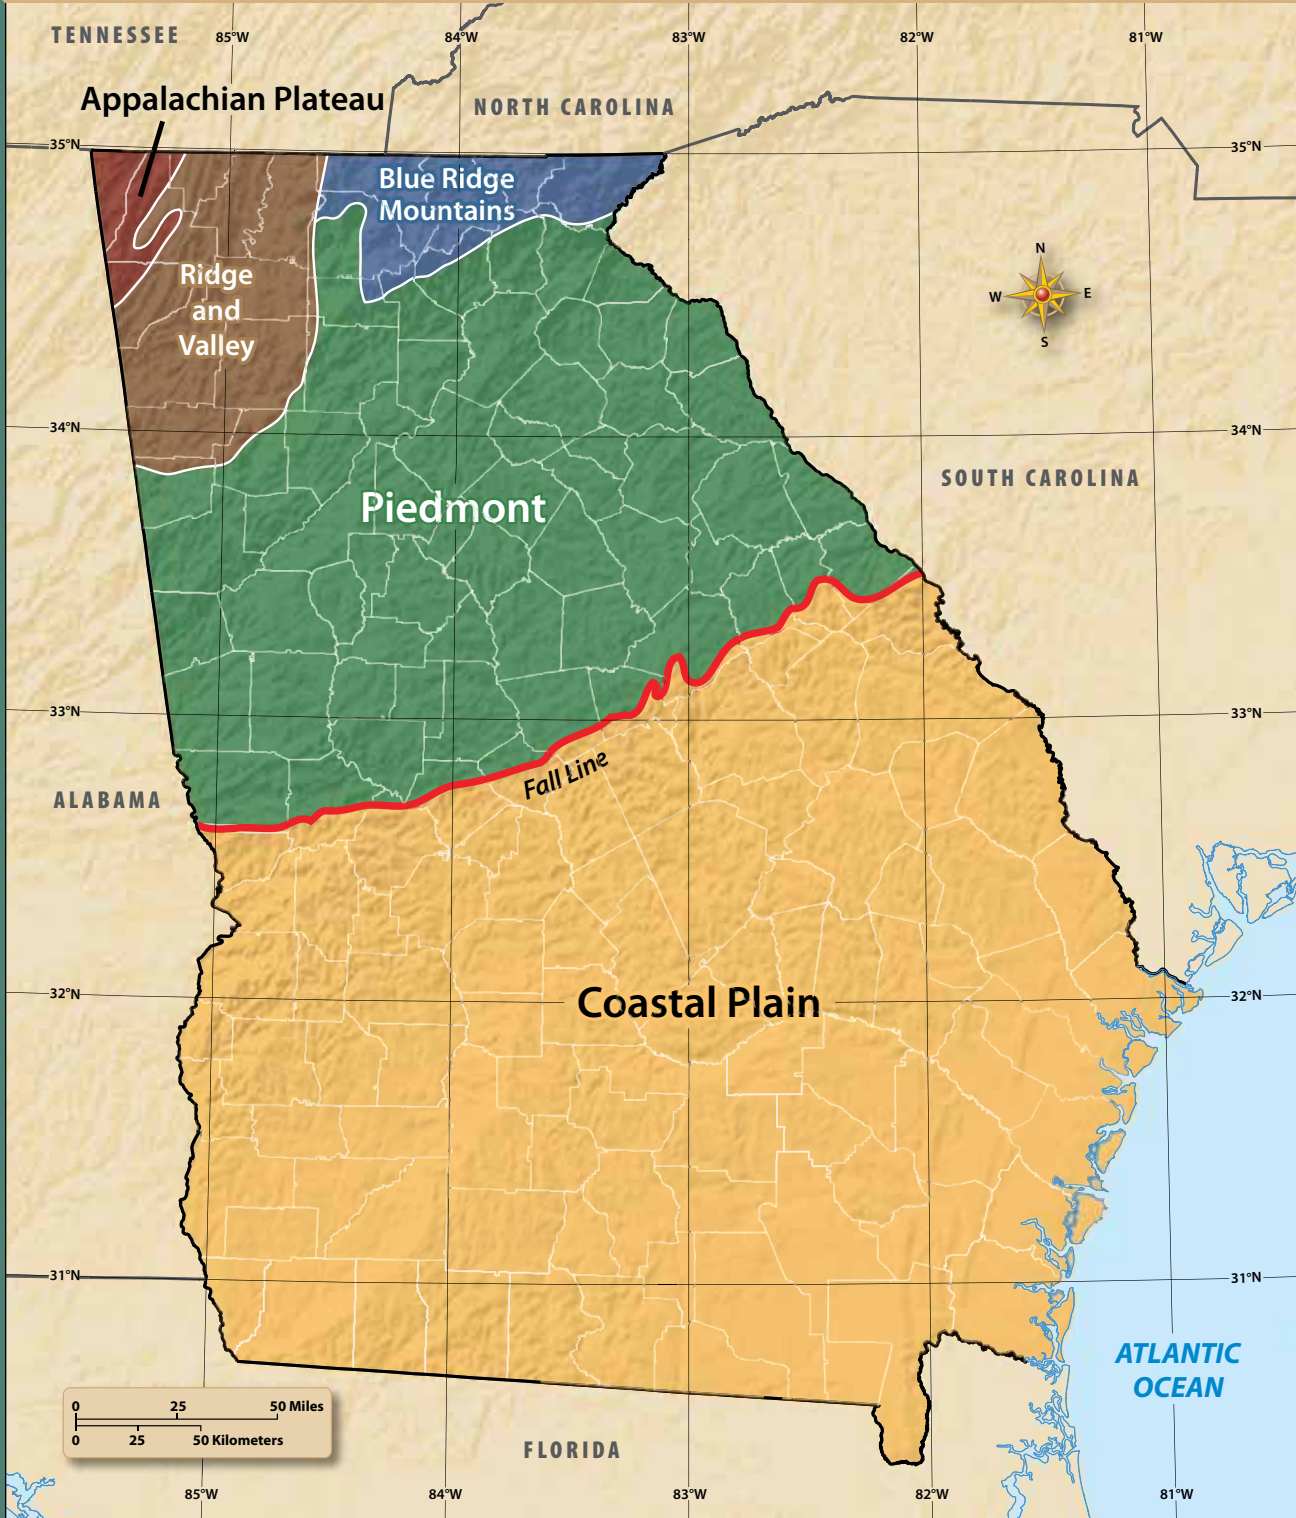 TENNESSEE
85°W
84°W
83°W
82°W
81°W
Appalachian Plateau
NORTH CAROLINA
35°N
35°N
Blue Ridge
Mountains
N
W
E
S
Ridge
and
Valley
34°N
34°N
SOUTH CAROLINA
Piedmont
33°N
33°N
Fall Line
ALABAMA
32°N
32°N
Coastal Plain
31°N
31°N
ATLANTIC
OCEAN
0 25 50 Miles
0 25 50 Kilometers
FLORIDA
85°W
84°W
83°W
82°W
81°W